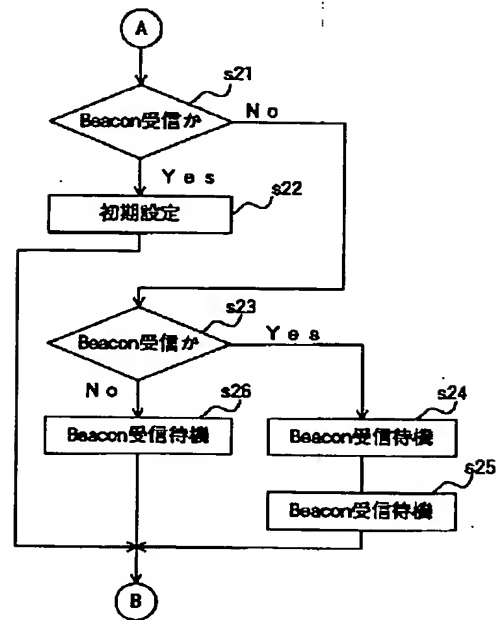 A
s21
Beacon受信か
No
Yes
s22
初期設定
s23
Beacon受信か
Yes
No
s26
Beacon受信待機
s24
Beacon受信待機
s25
Beacon受信待機
B